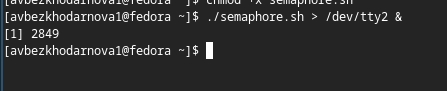 [avbezkhodarnova1@fedora ~]$ chmod +x semaphore.sh
[avbezkhodarnova1@fedora ~]$ ./semaphore.sh > /dev/tty2 &
[1] 2849
[avbezkhodarnova1@fedora ~]$